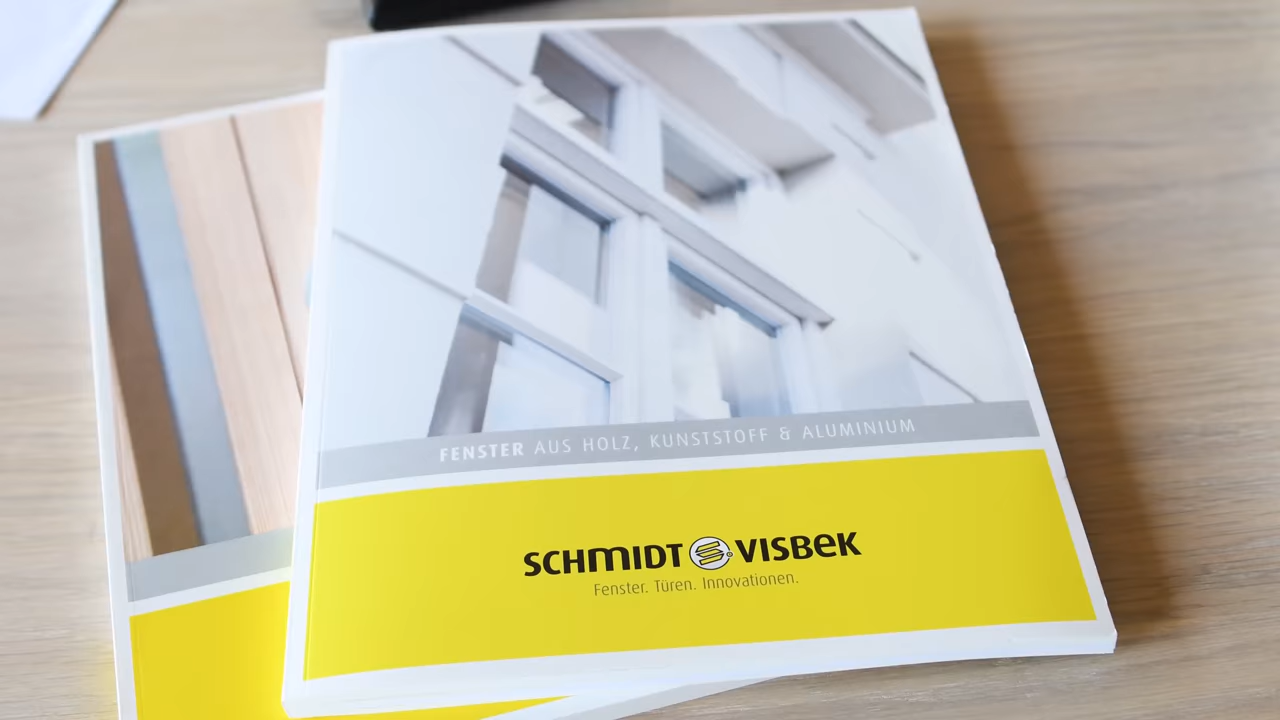 FENSTER AUS HOLZ, KUNSTSTOFF & ALUMINIUM
SCHMIDT VISBEK
Fenster. Türen. Innovationen.